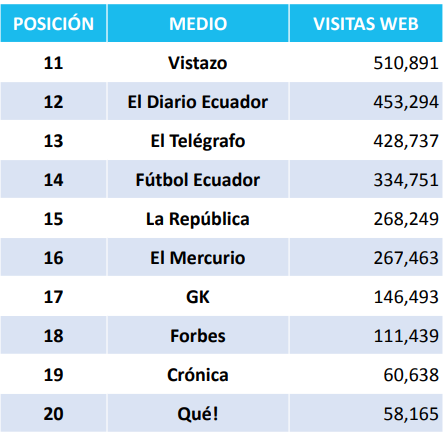 POSICIÓN MEDIO VISITAS WEB
11 Vistazo 510,891
12 El Diario Ecuador 453,294
13 El Telégrafo 428,737
14 Fútbol Ecuador 334,751
15 La República 268,249
16 El Mercurio 267,463
17 GK 146,493
18 Forbes 111,439
19 Crónica 60,638
20 Qué! 58,165